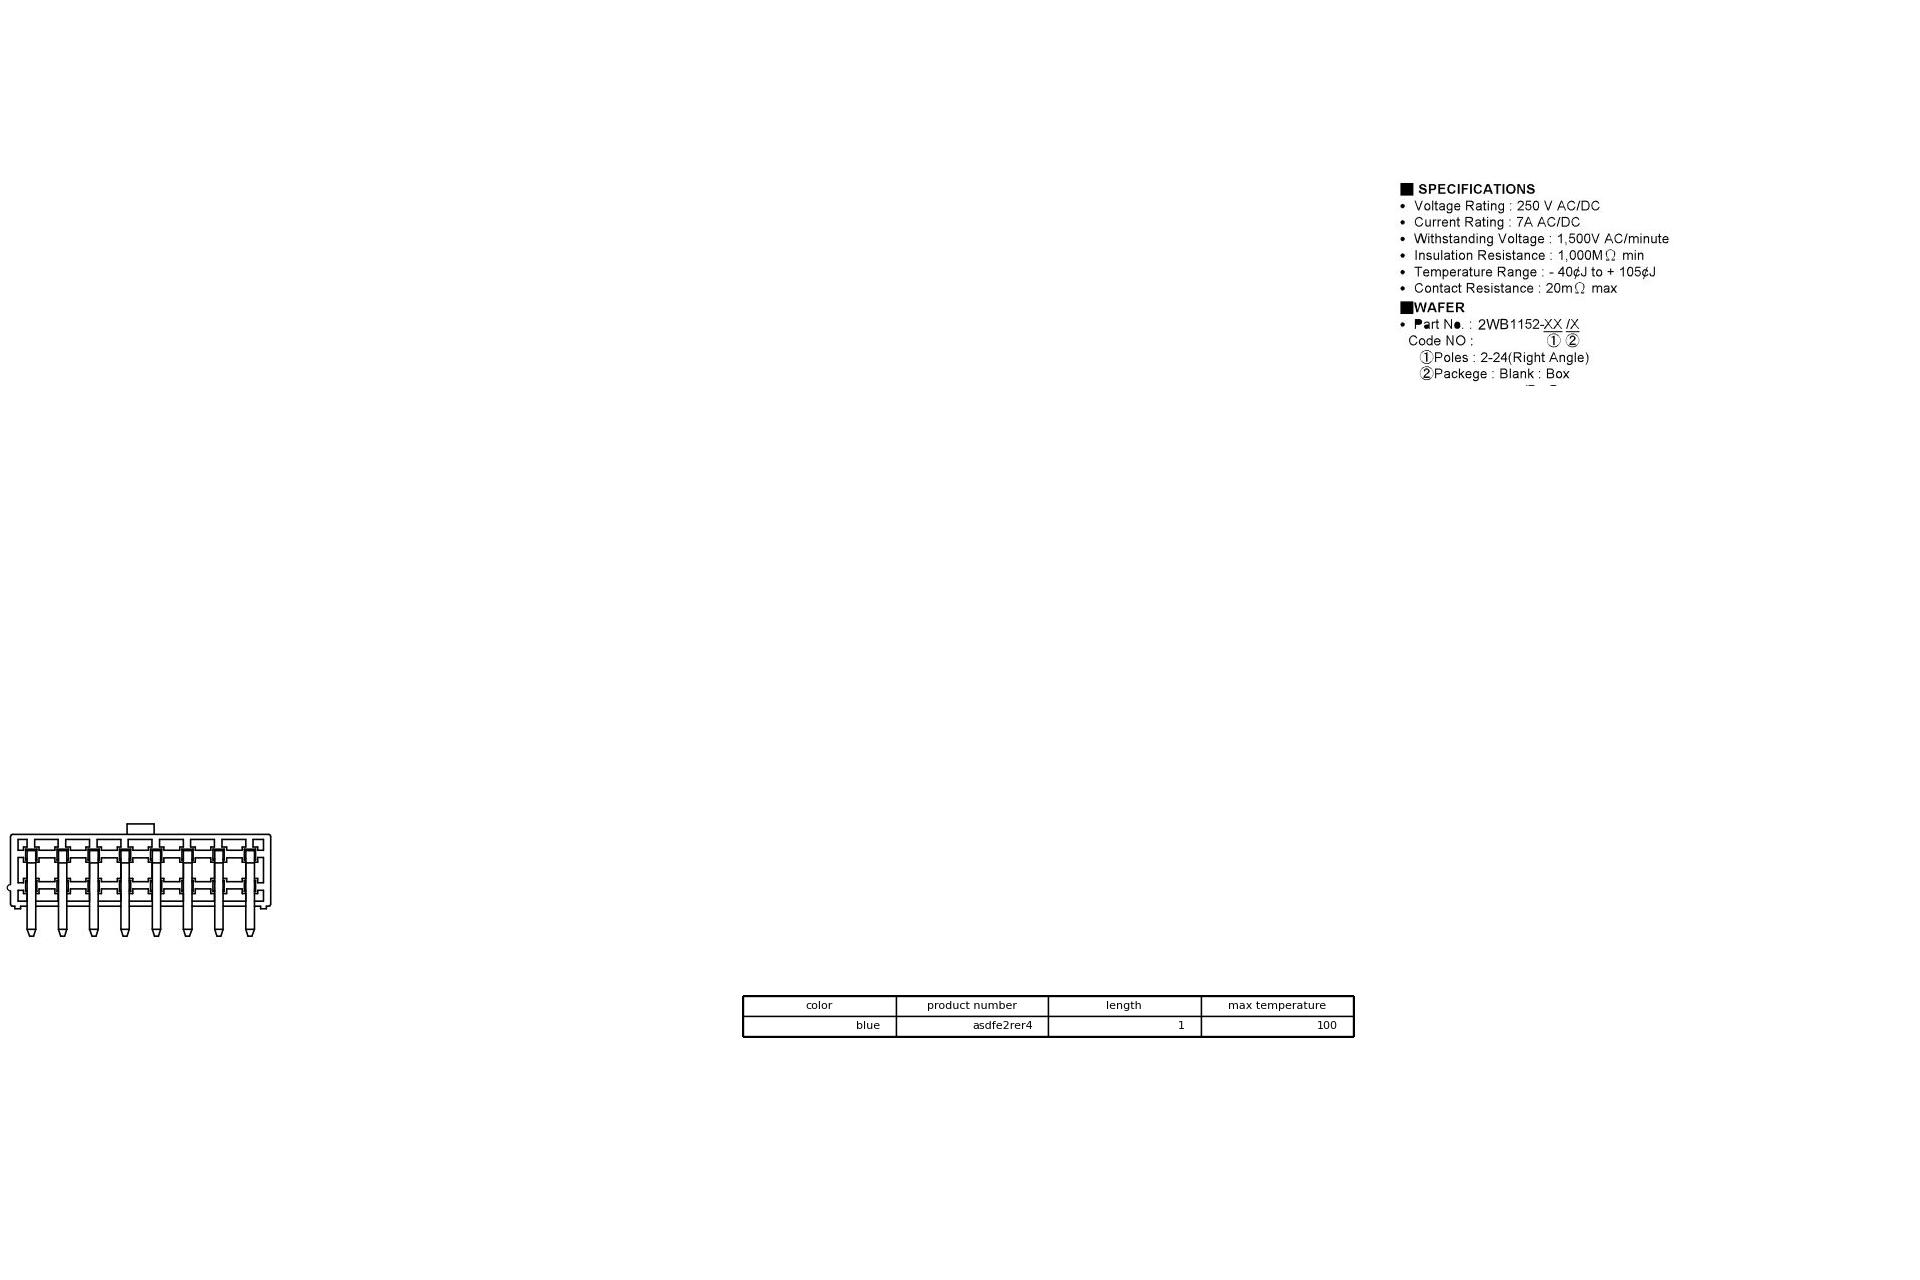 ■ SPECIFICATIONS
• Voltage Rating : 250 V AC/DC
• Current Rating : 7A AC/DC
• Withstanding Voltage : 1,500V AC/minute
• Insulation Resistance : 1,000MΩ min
• Temperature Range : - 40¢J to + 105¢J
• Contact Resistance : 20mΩ max
■WAFER
• Part No. : 2WB1152-XX /X
Code NO : ① ②
①Poles : 2-24(Right Angle)
②Packege : Blank : Box
color product number length max temperature
blue asdfe2rer4 1 100